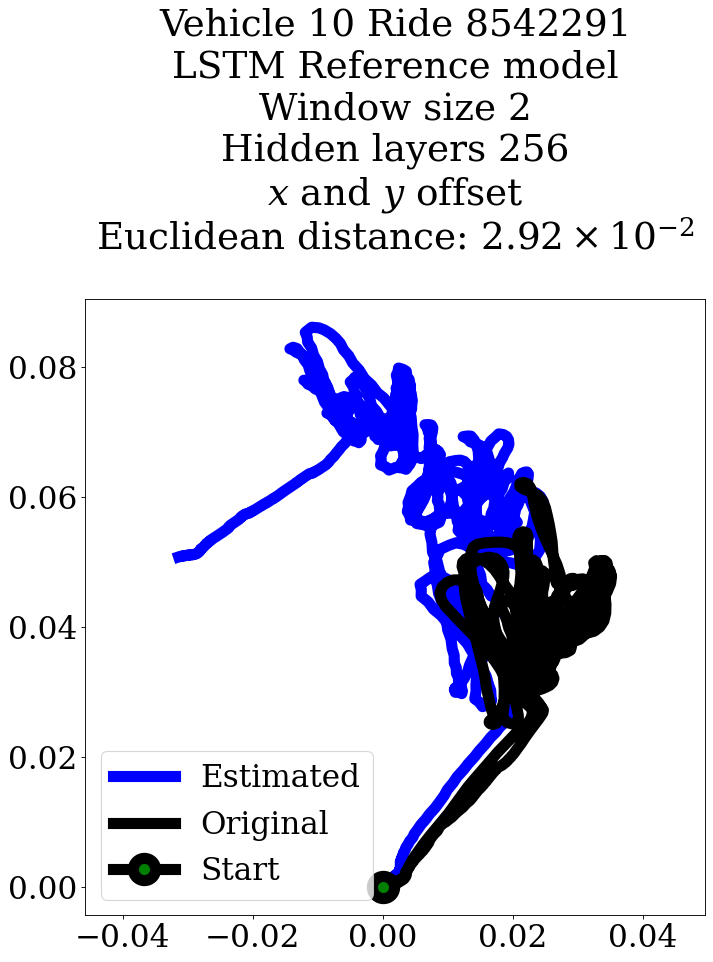 Vehicle 10 Ride 8542291
LSTM Reference model
Window size 2
Hidden layers 256
x and y offset
Euclidean distance: 2.92 × 10⁻²
0.08
0.06
0.04
0.02
0.00
Estimated
Original
Start
−0.04 −0.02 0.00 0.02 0.04